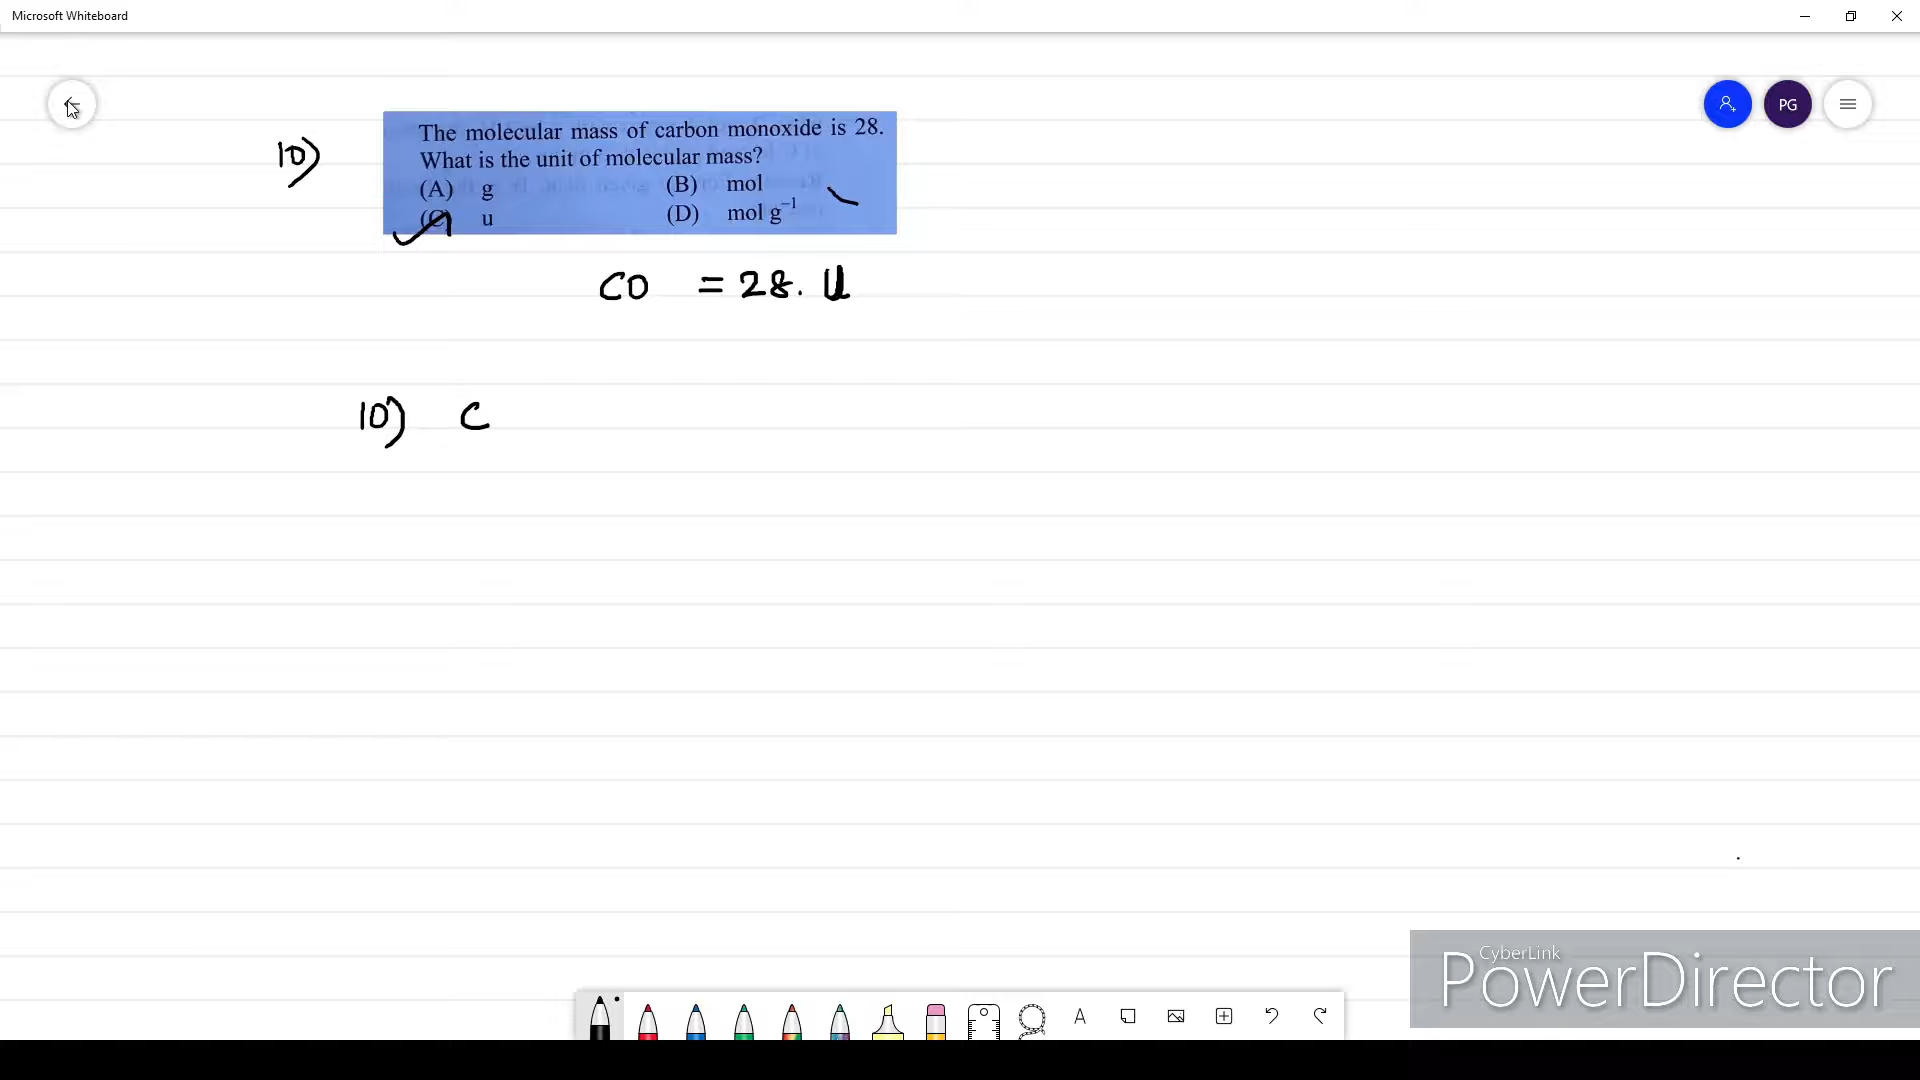 Microsoft Whiteboard
PG
10)
The molecular mass of carbon monoxide is 28.
What is the unit of molecular mass?
(A) g (B) mol
(C) u (D) mol g⁻¹
CO = 28. u
10) C
CyberLink
PowerDirector
A